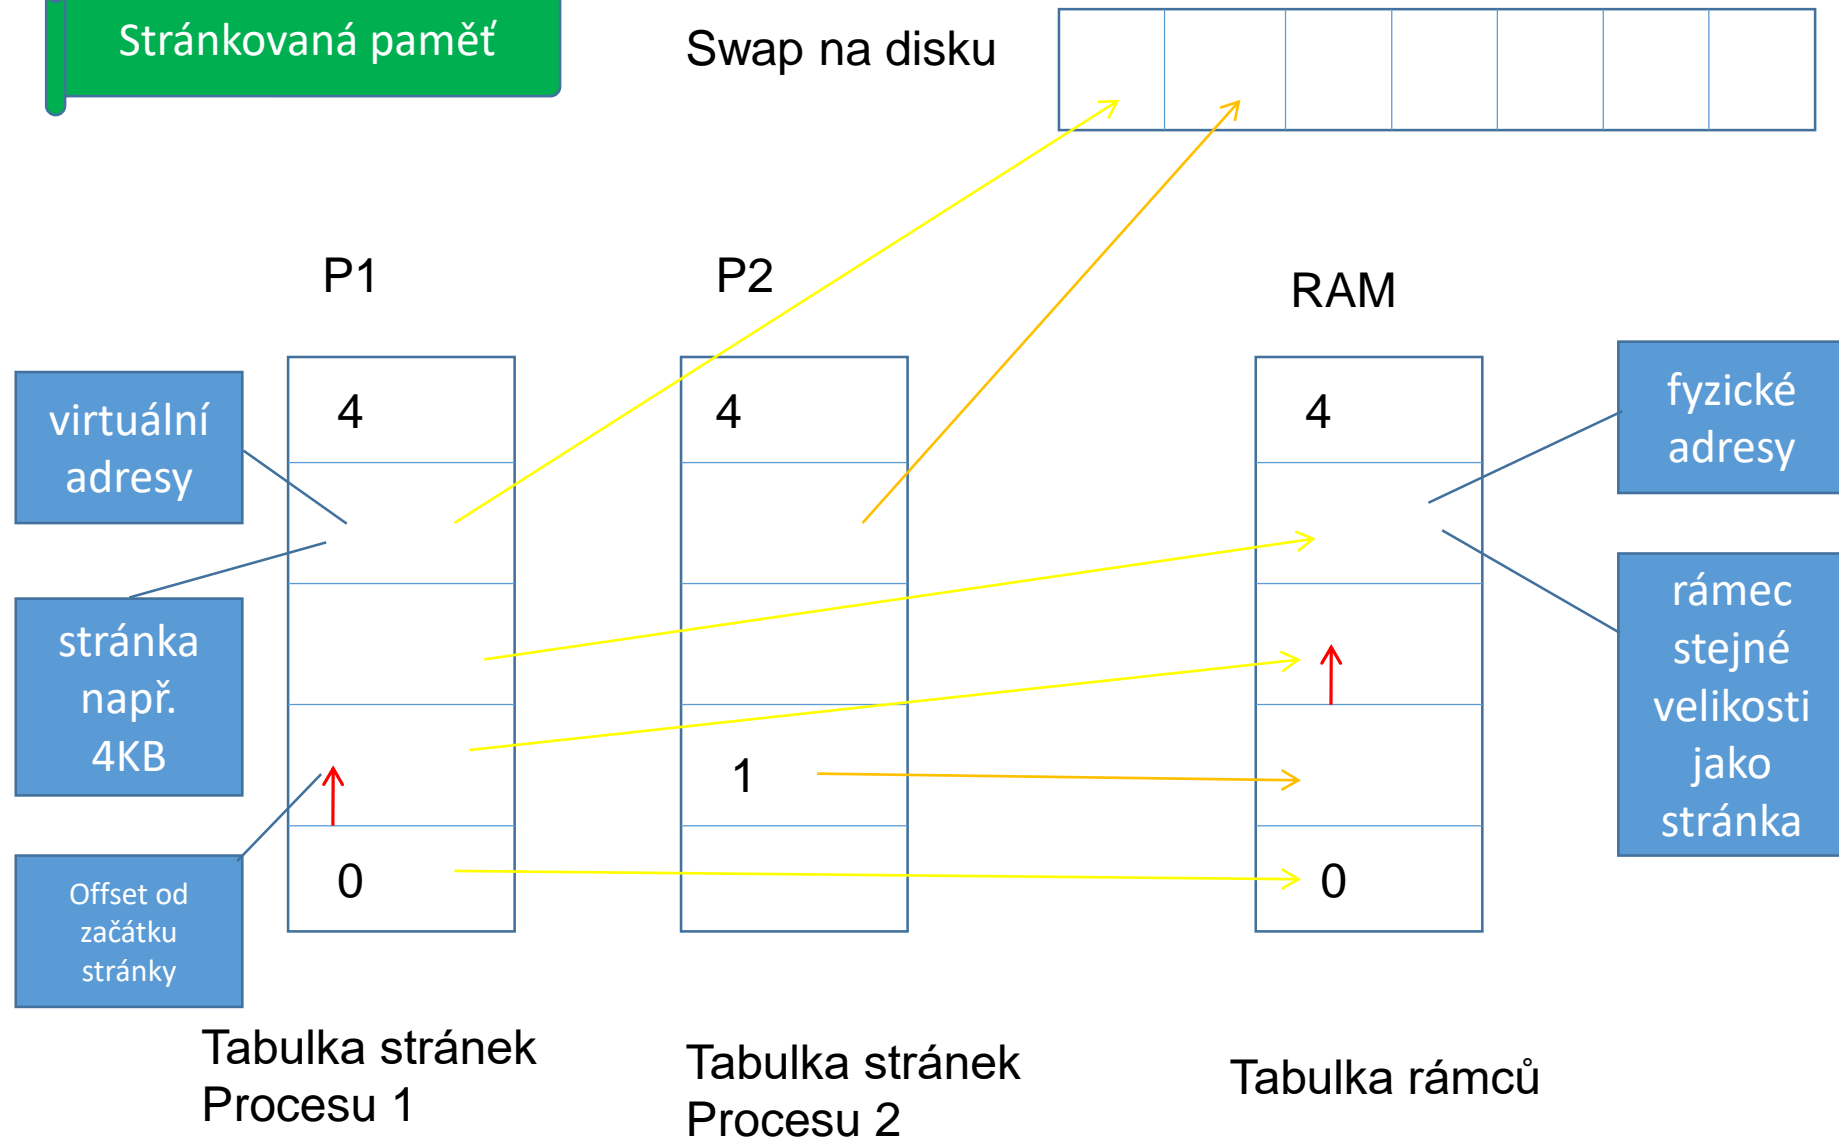 Stránkovaná paměť
Swap na disku
P1
P2
RAM
virtuální
adresy
4
4
4
fyzické
adresy
stránka
např.
4KB
rámec
stejné
velikosti
jako
stránka
1
Offset od
začátku
stránky
0
0
Tabulka stránek
Procesu 1
Tabulka stránek
Procesu 2
Tabulka rámců